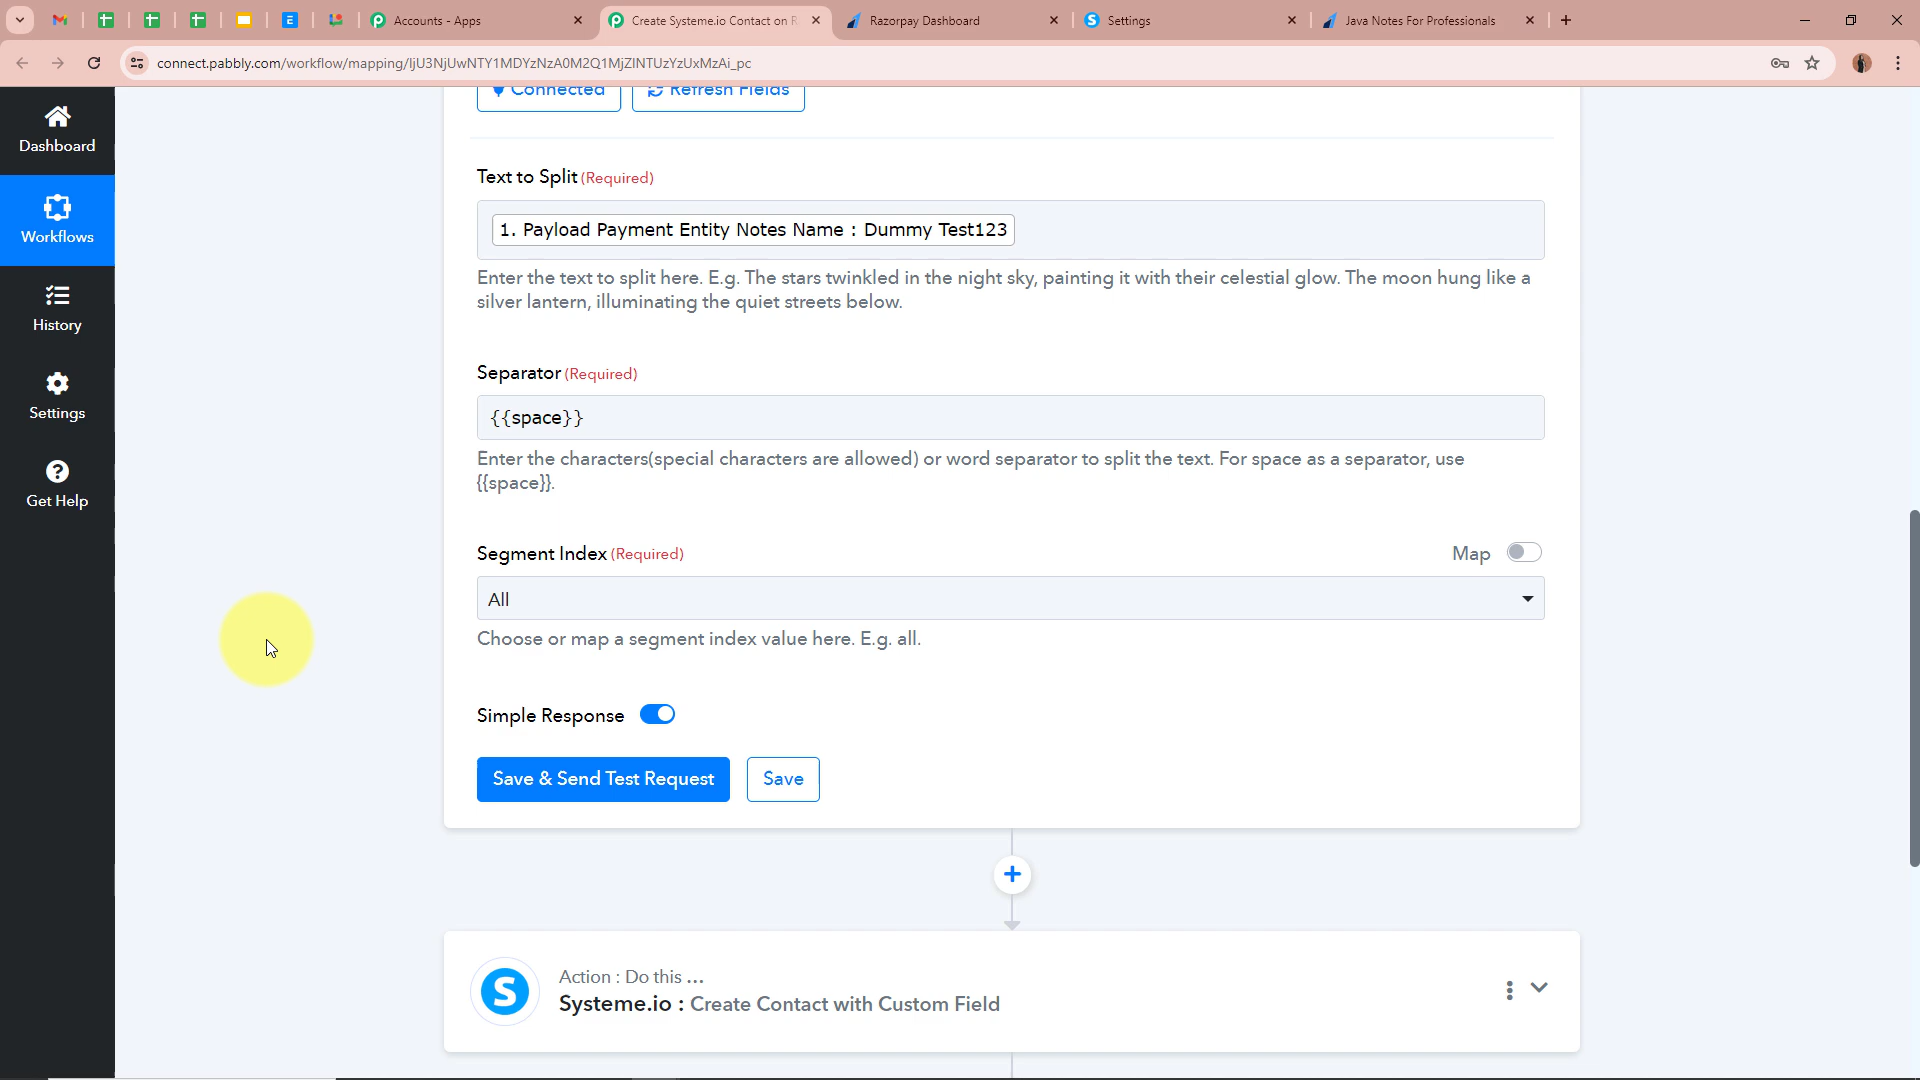 Accounts - Apps
Create Systeme.io Contact on R
Razorpay Dashboard
Settings
Java Notes For Professionals
Connected
Refresh Fields
Dashboard
Workflows
History
Settings
Get Help
Text to Split (Required)
1. Payload Payment Entity Notes Name : Dummy Test123
Enter the text to split here. E.g. The stars twinkled in the night sky, painting it with their celestial glow. The moon hung like a
silver lantern, illuminating the quiet streets below.
Separator (Required)
{{space}}
Enter the characters(special characters are allowed) or word separator to split the text. For space as a separator, use
{{space}}.
Segment Index (Required)
Map
All
Choose or map a segment index value here. E.g. all.
Simple Response
Save & Send Test Request
Save
Action : Do this ...
Systeme.io : Create Contact with Custom Field